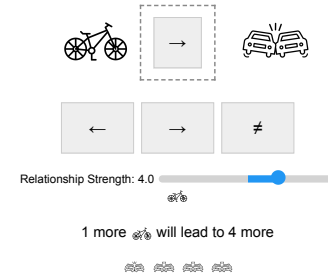 →
← → ≠
Relationship Strength: 4.0
1 more will lead to 4 more